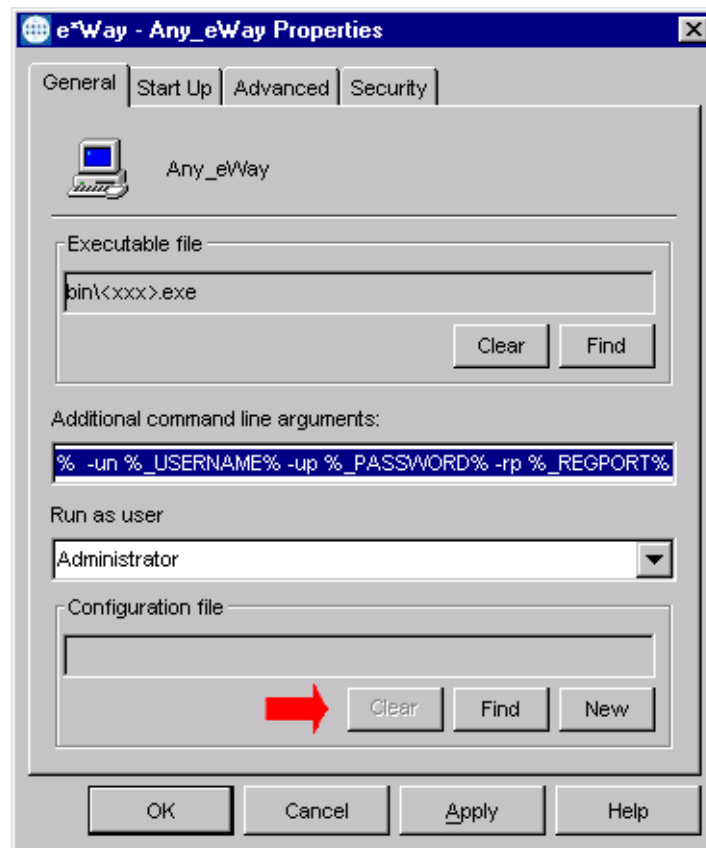 e*Way - Any_eWay Properties
General Start Up Advanced Security
Any_eWay
Executable file
bin\<xxx>.exe
Clear Find
Additional command line arguments:
% -un %_USERNAME% -up %_PASSWORD% -rp %_REGPORT%
Run as user
Administrator
Configuration file
Clear Find New
OK Cancel Apply Help